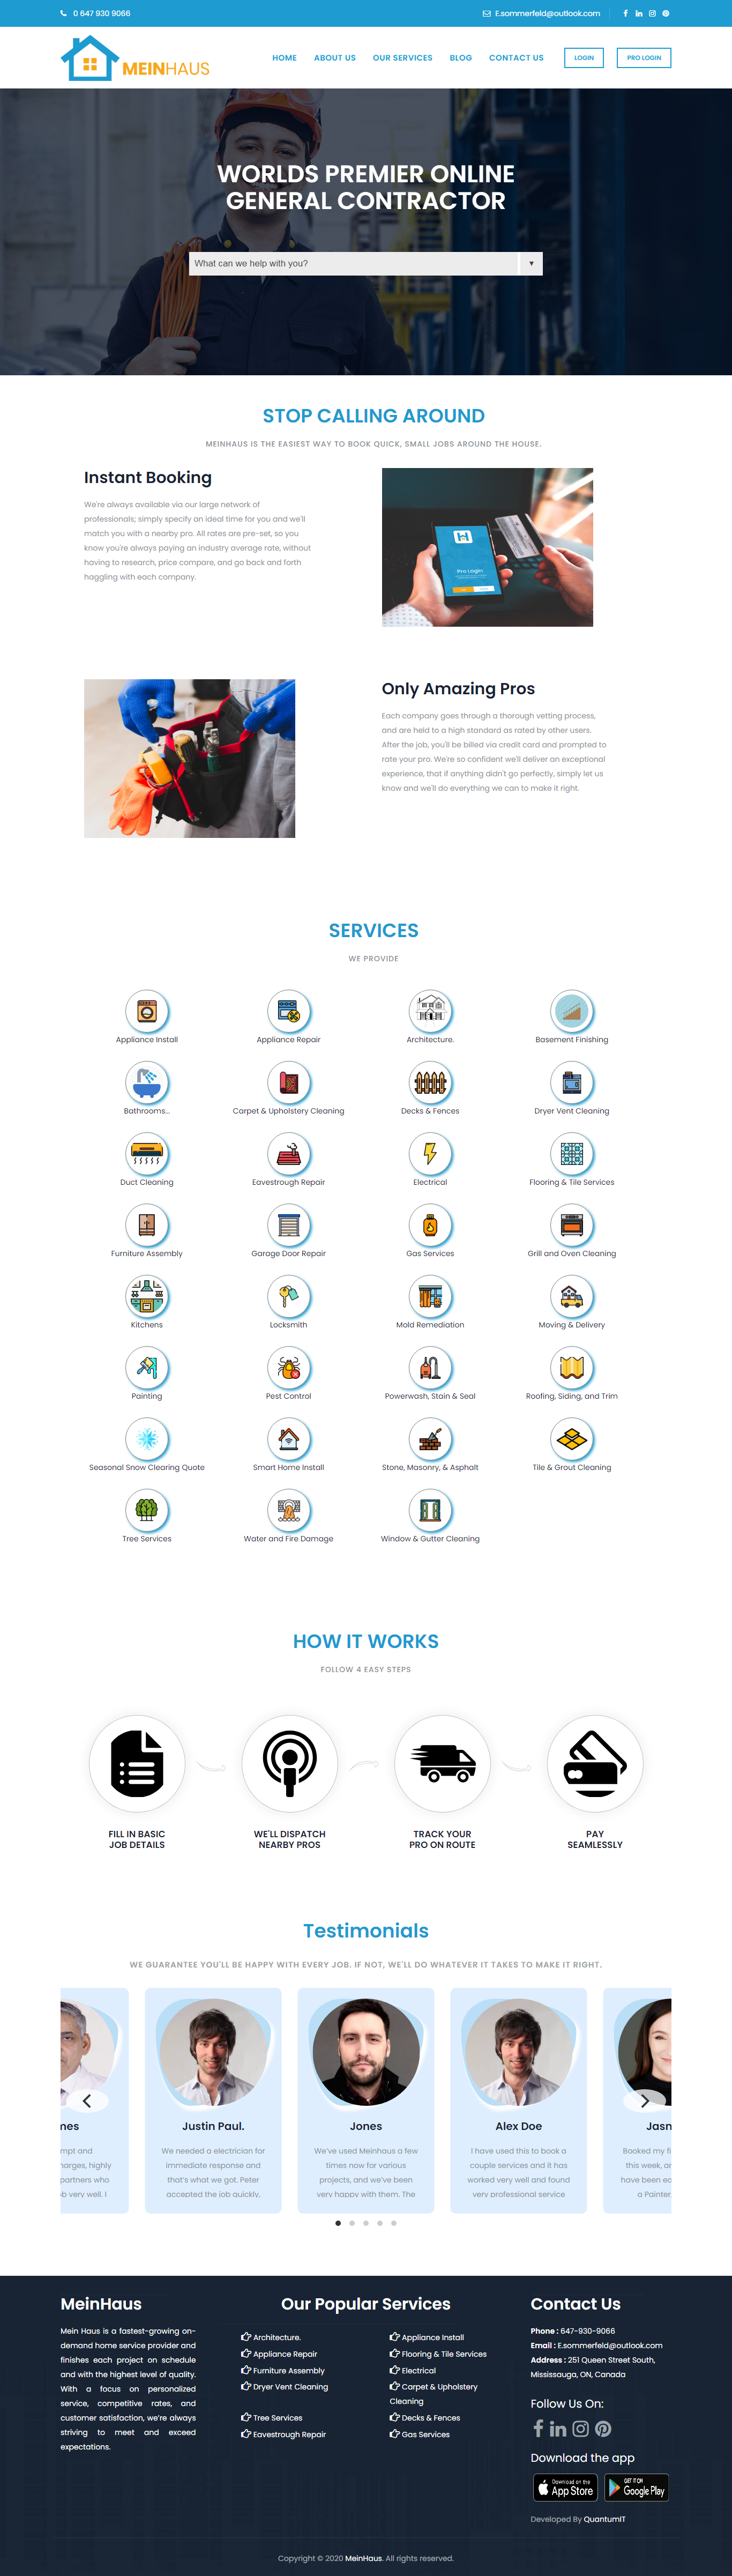 0 647 930 9066
E.sommerfeld@outlook.com
MEINHAUS
HOME
ABOUT US
OUR SERVICES
BLOG
CONTACT US
LOGIN
PRO LOGIN
WORLDS PREMIER ONLINE
GENERAL CONTRACTOR
What can we help with you?
STOP CALLING AROUND
MEINHAUS IS THE EASIEST WAY TO BOOK QUICK, SMALL JOBS AROUND THE HOUSE.
Instant Booking
We're always available via our large network of
professionals; simply specify an ideal time for you and we'll
match you with a nearby pro. All rates are pre-set, so you
know you're always paying an industry average rate, without
having to research, price compare, and go back and forth
haggling with each company.
Pro Login
Only Amazing Pros
Each company goes through a thorough vetting process,
and are held to a high standard as rated by other users.
After the job, you'll be billed via credit card and prompted to
rate your pro. We're so confident we'll deliver an exceptional
experience, that if anything didn't go perfectly, simply let us
know and we'll do everything we can to make it right.
SERVICES
WE PROVIDE
Appliance Install
Appliance Repair
Architecture.
Basement Finishing
Bathrooms...
Carpet & Upholstery Cleaning
Decks & Fences
Dryer Vent Cleaning
Duct Cleaning
Eavestrough Repair
Electrical
Flooring & Tile Services
Furniture Assembly
Garage Door Repair
Gas Services
Grill and Oven Cleaning
Kitchens
Locksmith
Mold Remediation
Moving & Delivery
Painting
Pest Control
Powerwash, Stain & Seal
Roofing, Siding, and Trim
Seasonal Snow Clearing Quote
Smart Home Install
Stone, Masonry, & Asphalt
Tile & Grout Cleaning
Tree Services
Water and Fire Damage
Window & Gutter Cleaning
HOW IT WORKS
FOLLOW 4 EASY STEPS
FILL IN BASIC
JOB DETAILS
WE'LL DISPATCH
NEARBY PROS
TRACK YOUR
PRO ON ROUTE
PAY
SEAMLESSLY
Testimonials
WE GUARANTEE YOU'LL BE HAPPY WITH EVERY JOB. IF NOT, WE'LL DO WHATEVER IT TAKES TO MAKE IT RIGHT.
mes
mpt and
harges, highly
partners who
b very well. I
Justin Paul.
We needed a electrician for
immediate response and
that's what we got. Peter
accepted the job quickly,
Jones
We've used Meinhaus a few
times now for various
projects, and we've been
very happy with them. The
Alex Doe
I have used this to book a
couple services and it has
worked very well and found
very professional service
Jasn
Booked my fi
this week, ar
have been ea
a Painter,
MeinHaus
Mein Haus is a fastest-growing on-
demand home service provider and
finishes each project on schedule
and with the highest level of quality.
With a focus on personalized
service, competitive rates, and
customer satisfaction, we're always
striving to meet and exceed
expectations.
Our Popular Services
Architecture.
Appliance Repair
Furniture Assembly
Dryer Vent Cleaning
Tree Services
Eavestrough Repair
Appliance Install
Flooring & Tile Services
Electrical
Carpet & Upholstery
Cleaning
Decks & Fences
Gas Services
Contact Us
Phone : 647-930-9066
Email : E.sommerfeld@outlook.com
Address : 251 Queen Street South,
Mississauga, ON, Canada
Follow Us On:
Download the app
Download on the
App Store
GET IT ON
Google Play
Developed By QuantumIT
Copyright © 2020 MeinHaus. All rights reserved.